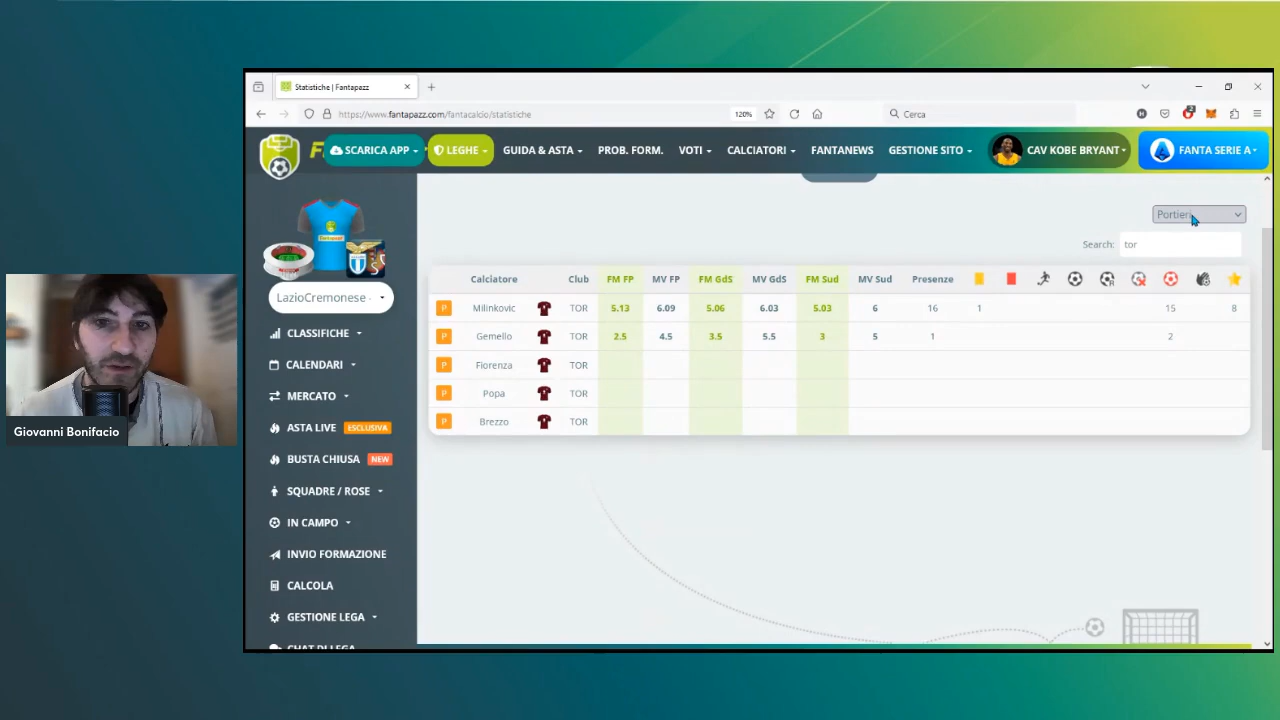 Statistiche | Fantapazz
https://www.fantapazz.com/fantacalcio/statistiche
120%
Cerca
2
F
SCARICA APP
LEGHE
GUIDA & ASTA
PROB. FORM.
VOTI
CALCIATORI
FANTANEWS
GESTIONE SITO
CAV KOBE BRYANT
FANTA SERIE A
LazioCremonese -
CLASSIFICHE
CALENDARI
MERCATO
ASTA LIVE ESCLUSIVA
BUSTA CHIUSA NEW
SQUADRE / ROSE
IN CAMPO
INVIO FORMAZIONE
CALCOLA
GESTIONE LEGA
CHAT DI LEGA
Portieri
Search: tor
Calciatore Club FM FP MV FP FM GdS MV GdS FM Sud MV Sud Presenze
P Milinkovic TOR 5.13 6.09 5.06 6.03 5.03 6 16 1 15 8
P Gemello TOR 2.5 4.5 3.5 5.5 3 5 1 2
P Fiorenza TOR
P Popa TOR
P Brezzo TOR
Giovanni Bonifacio